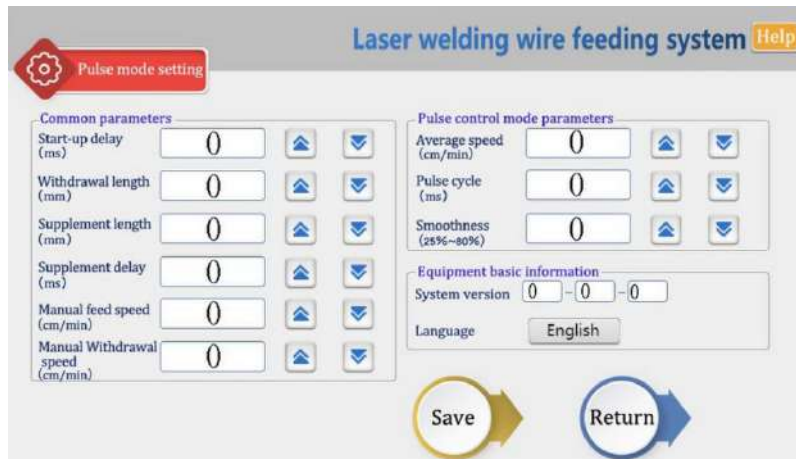 Laser welding wire feeding system
Help
Pulse mode setting
Common parameters
Start-up delay
(ms)
0
Withdrawal length
(mm)
0
Supplement length
(mm)
0
Supplement delay
(ms)
0
Manual feed speed
(cm/min)
0
Manual Withdrawal
speed
(cm/min)
0
Pulse control mode parameters
Average speed
(cm/min)
0
Pulse cycle
(ms)
0
Smoothness
(25%~80%)
0
Equipment basic information
System version 0 - 0 - 0
Language English
Save
Return